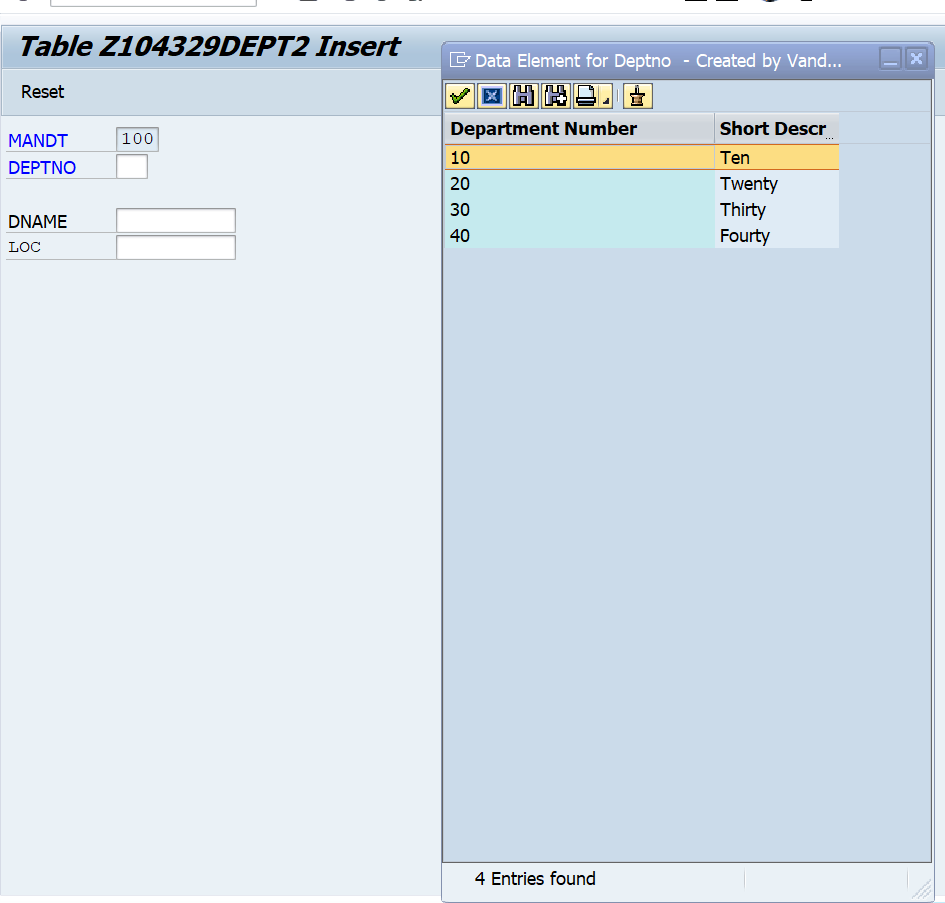 Table Z104329DEPT2 Insert
Reset
MANDT 100
DEPTNO
DNAME
LOC
Data Element for Deptno - Created by Vand...
Department Number Short Descr...
10 Ten
20 Twenty
30 Thirty
40 Fourty
4 Entries found